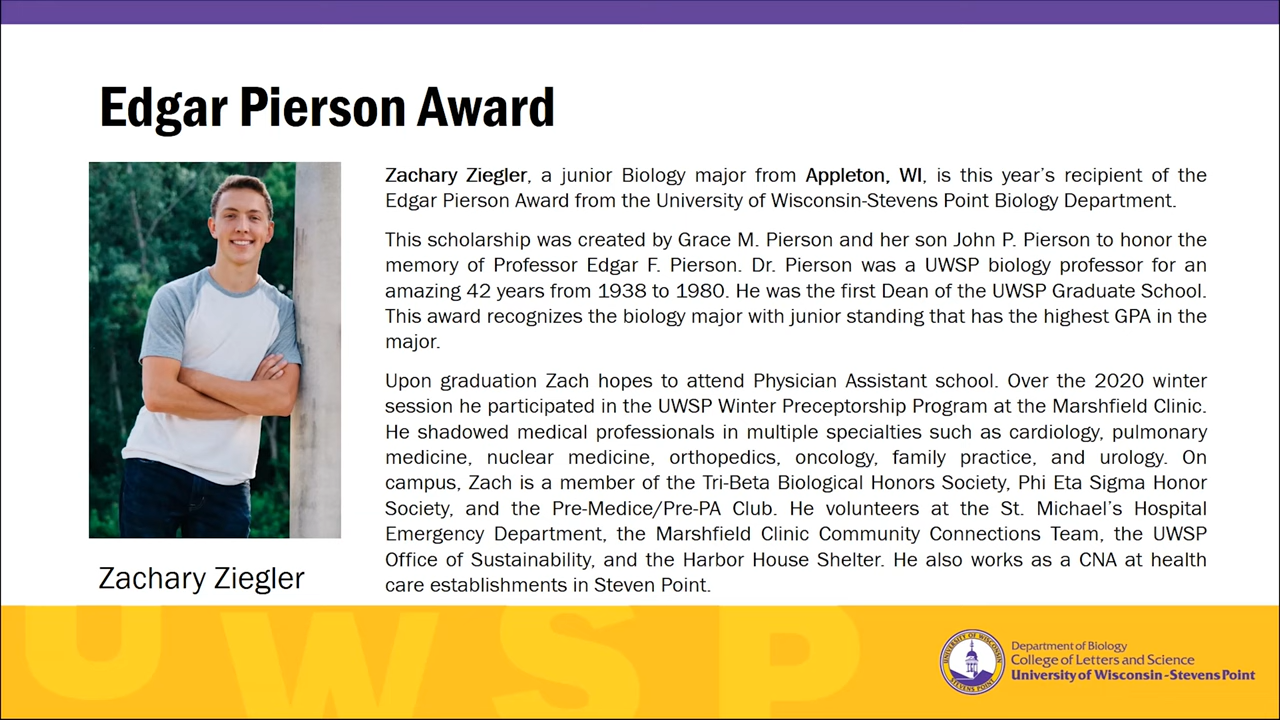 Edgar Pierson Award
Zachary Ziegler, a junior Biology major from Appleton, WI, is this year's recipient of the
Edgar Pierson Award from the University of Wisconsin-Stevens Point Biology Department.
This scholarship was created by Grace M. Pierson and her son John P. Pierson to honor the
memory of Professor Edgar F. Pierson. Dr. Pierson was a UWSP biology professor for an
amazing 42 years from 1938 to 1980. He was the first Dean of the UWSP Graduate School.
This award recognizes the biology major with junior standing that has the highest GPA in the
major.
Upon graduation Zach hopes to attend Physician Assistant school. Over the 2020 winter
session he participated in the UWSP Winter Preceptorship Program at the Marshfield Clinic.
He shadowed medical professionals in multiple specialties such as cardiology, pulmonary
medicine, nuclear medicine, orthopedics, oncology, family practice, and urology. On
campus, Zach is a member of the Tri-Beta Biological Honors Society, Phi Eta Sigma Honor
Society, and the Pre-Medice/Pre-PA Club. He volunteers at the St. Michael's Hospital
Emergency Department, the Marshfield Clinic Community Connections Team, the UWSP
Office of Sustainability, and the Harbor House Shelter. He also works as a CNA at health
care establishments in Steven Point.
Zachary Ziegler
UWSP
UNIVERSITY OF WISCONSIN
STEVENS POINT
Department of Biology
College of Letters and Science
University of Wisconsin-Stevens Point